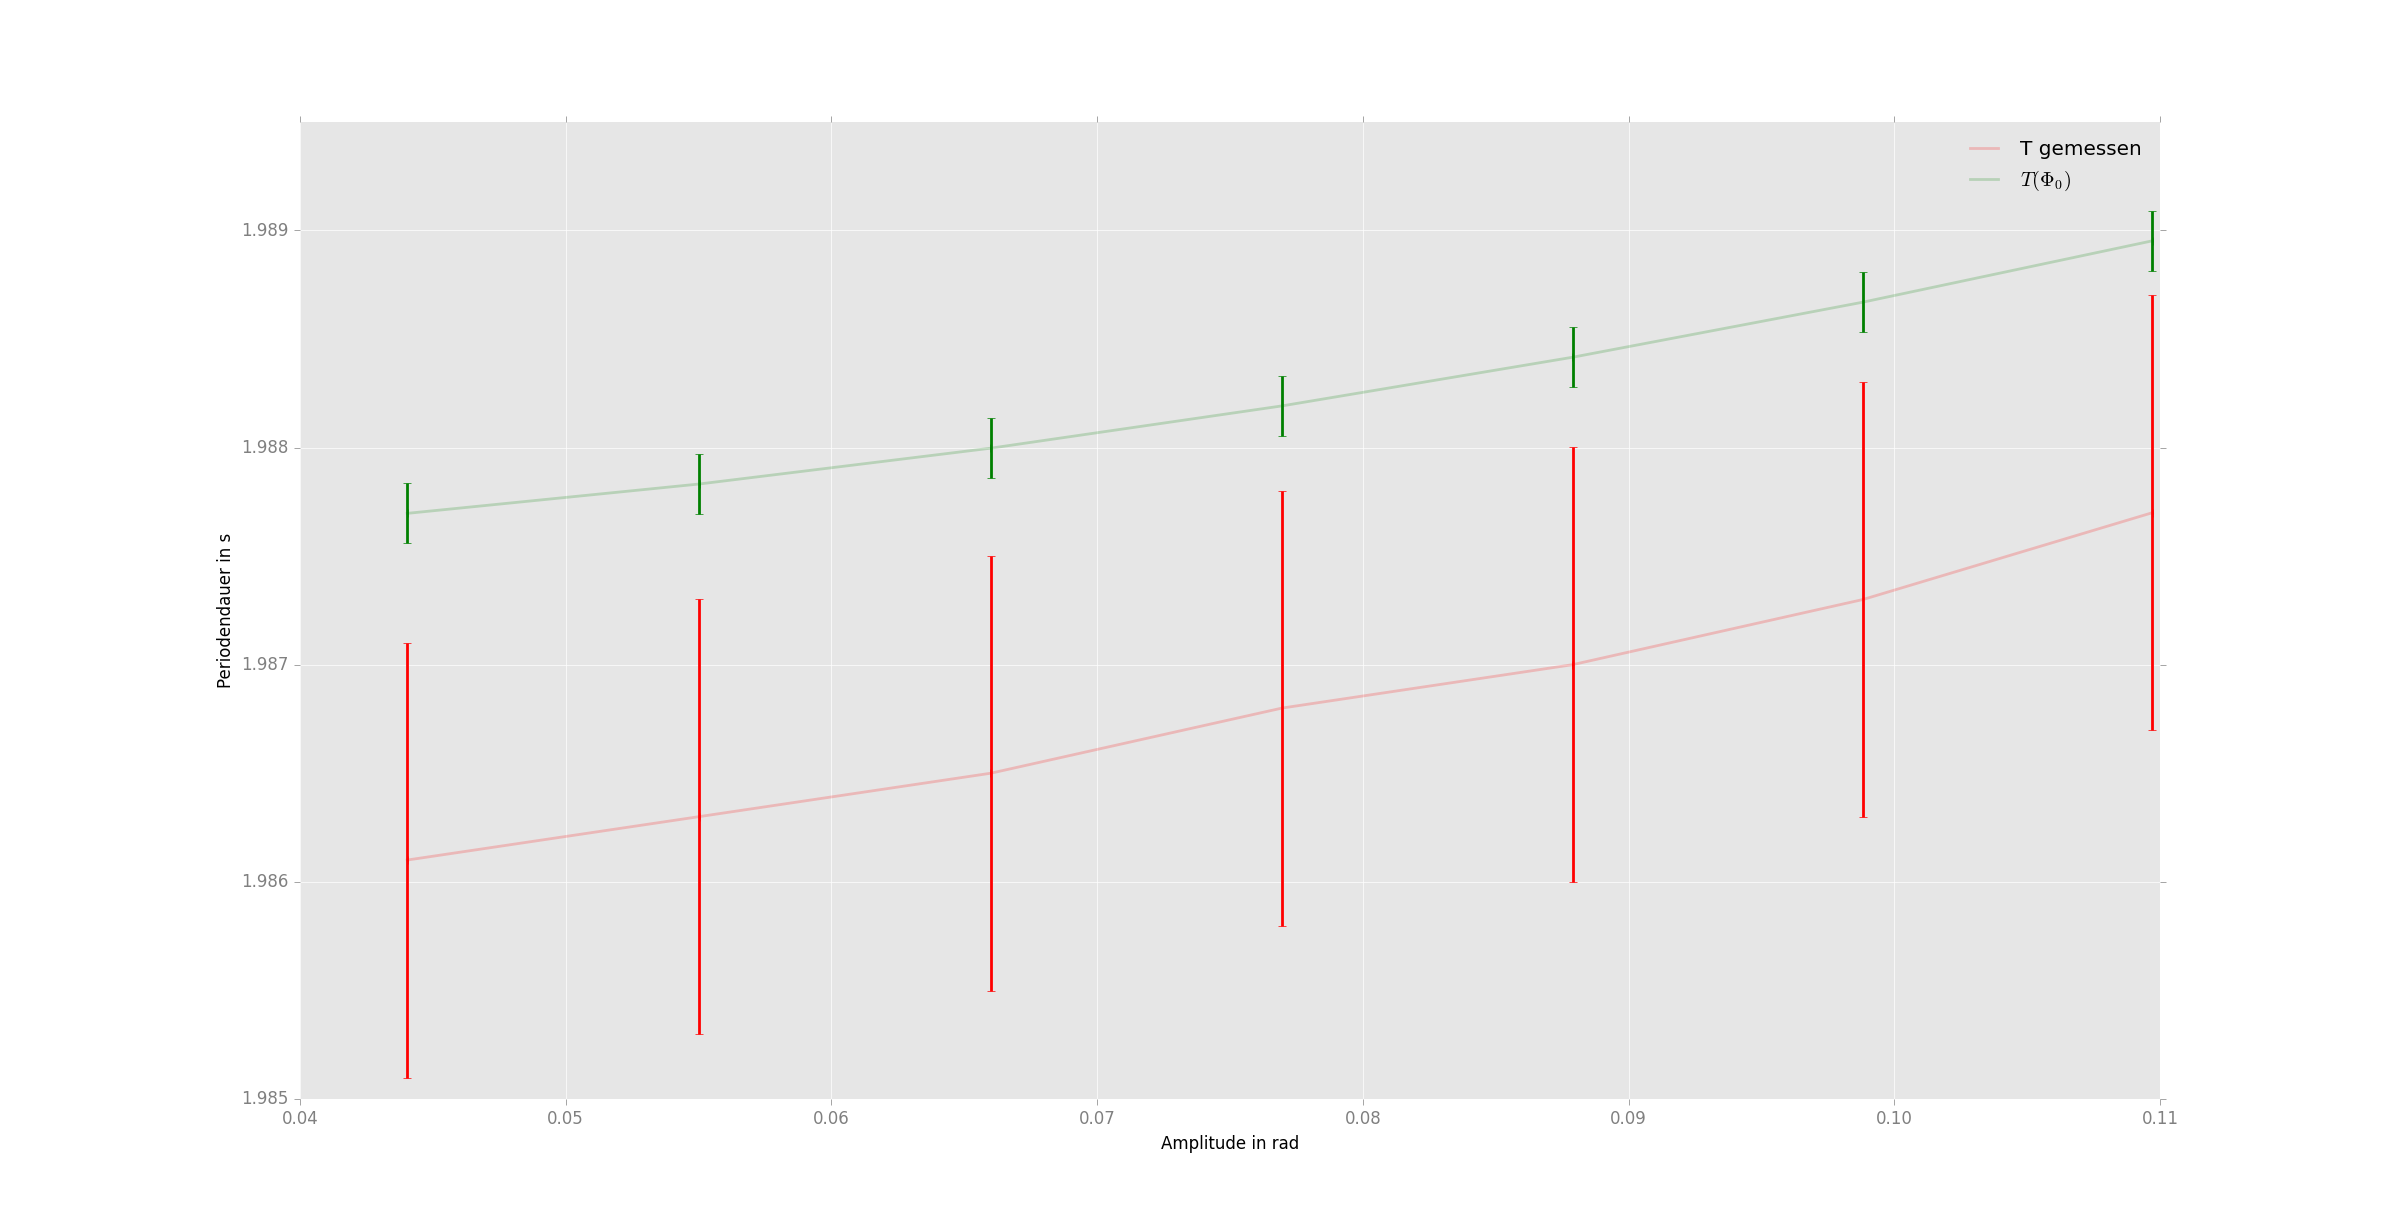 T gemessen
T(Φ₀)
1.989
1.988
1.987
1.986
1.985
Periodendauer in s
0.04 0.05 0.06 0.07 0.08 0.09 0.10 0.11
Amplitude in rad